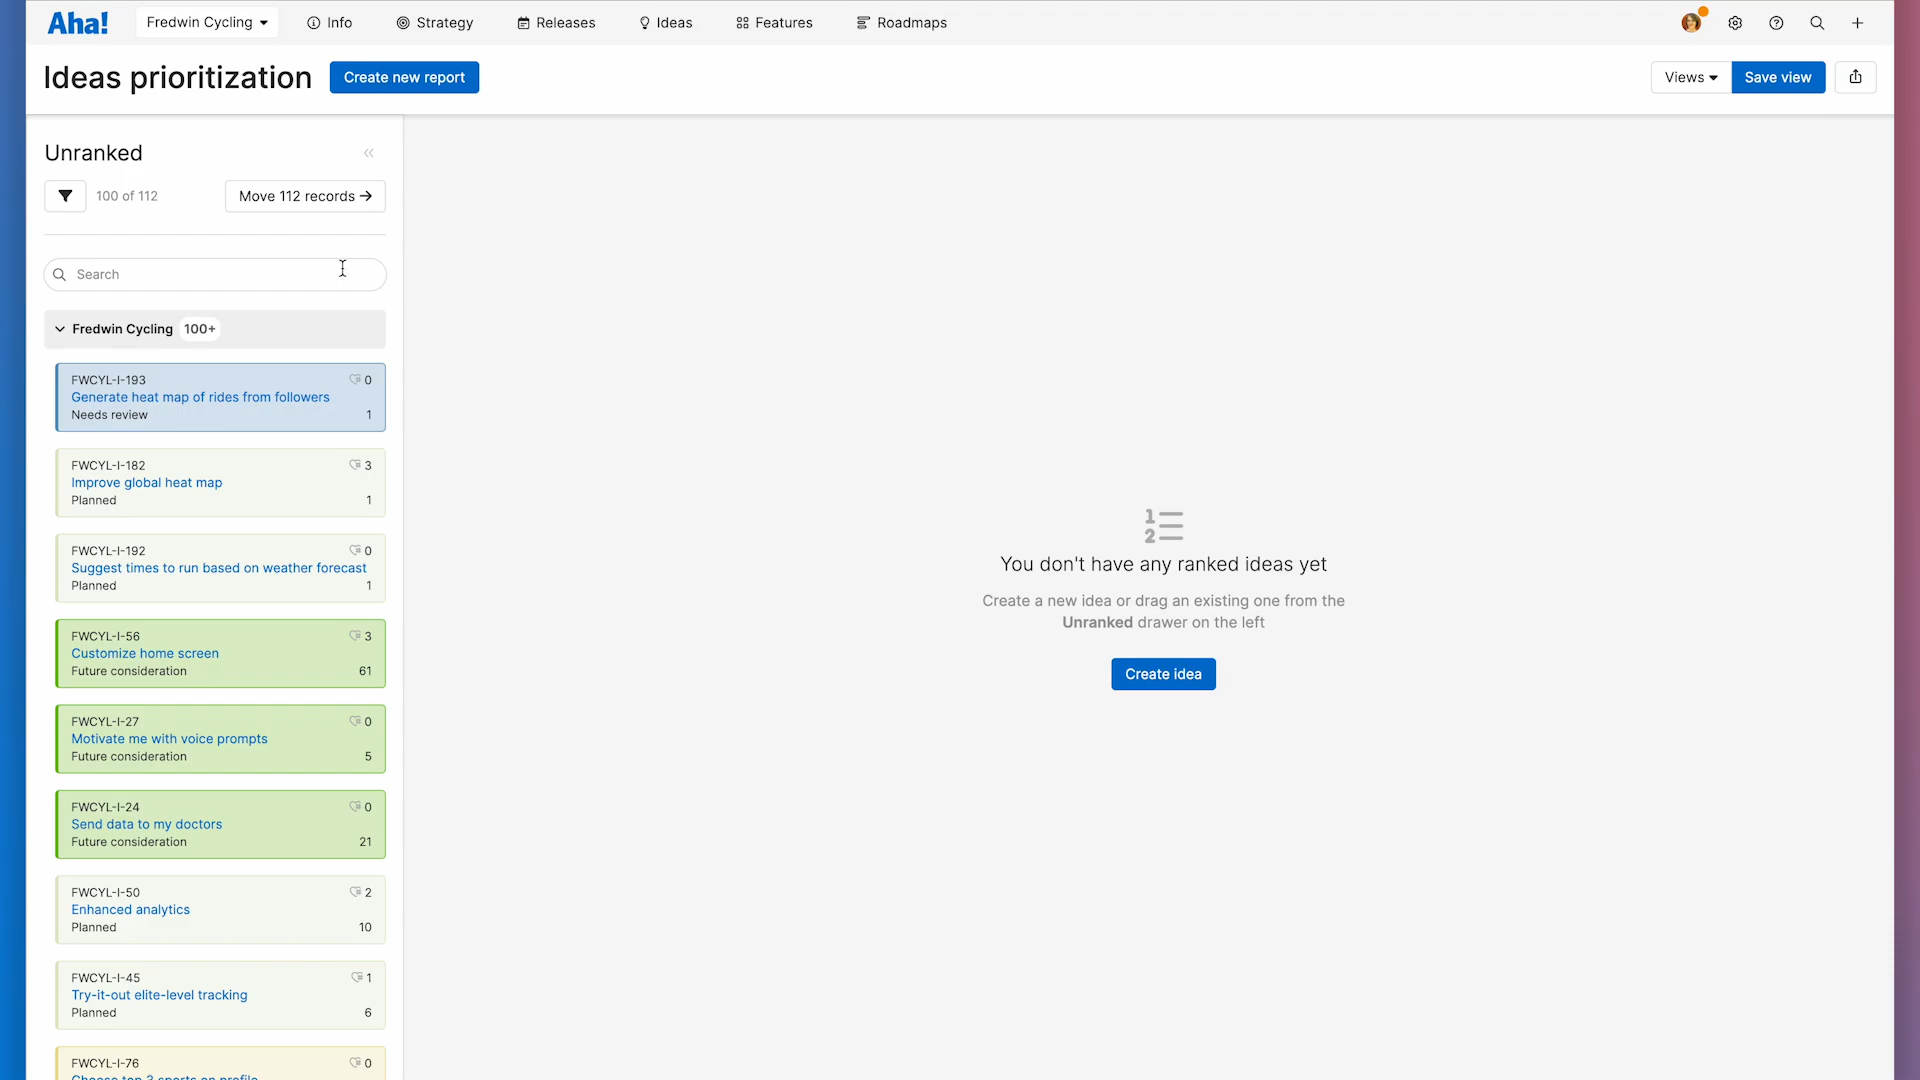 Aha!
Fredwin Cycling
Info
Strategy
Releases
Ideas
Features
Roadmaps
Ideas prioritization
Create new report
Views
Save view
Unranked
100 of 112
Move 112 records
Search
Fredwin Cycling 100+
FWCYL-I-193 0
Generate heat map of rides from followers
Needs review 1
FWCYL-I-182 3
Improve global heat map
Planned 1
FWCYL-I-192 0
Suggest times to run based on weather forecast
Planned 1
FWCYL-I-56 3
Customize home screen
Future consideration 61
FWCYL-I-27 0
Motivate me with voice prompts
Future consideration 5
FWCYL-I-24 0
Send data to my doctors
Future consideration 21
FWCYL-I-50 2
Enhanced analytics
Planned 10
FWCYL-I-45 1
Try-it-out elite-level tracking
Planned 6
FWCYL-I-76 0
Choose top 3 sports on profile
You don't have any ranked ideas yet
Create a new idea or drag an existing one from the
Unranked drawer on the left
Create idea